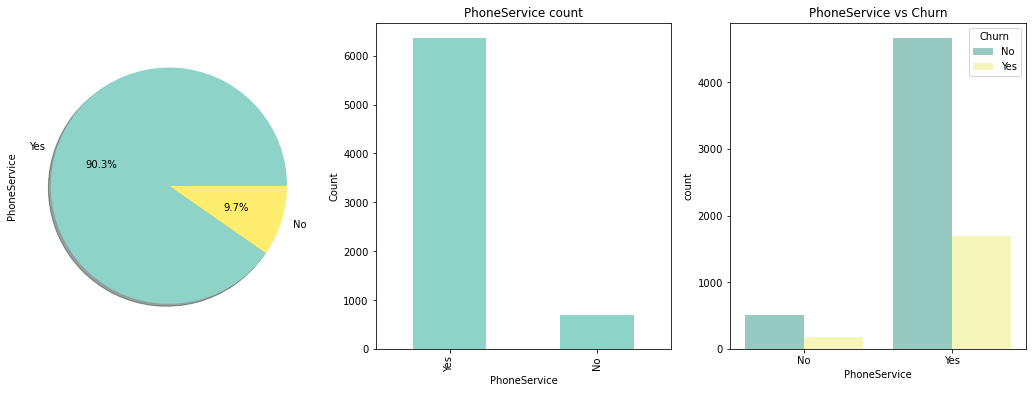 PhoneService
Yes
90.3%
9.7%
No
PhoneService count
Count
6000
5000
4000
3000
2000
1000
0
Yes
No
PhoneService
PhoneService vs Churn
count
4000
3000
2000
1000
0
Churn
No
Yes
No
Yes
PhoneService